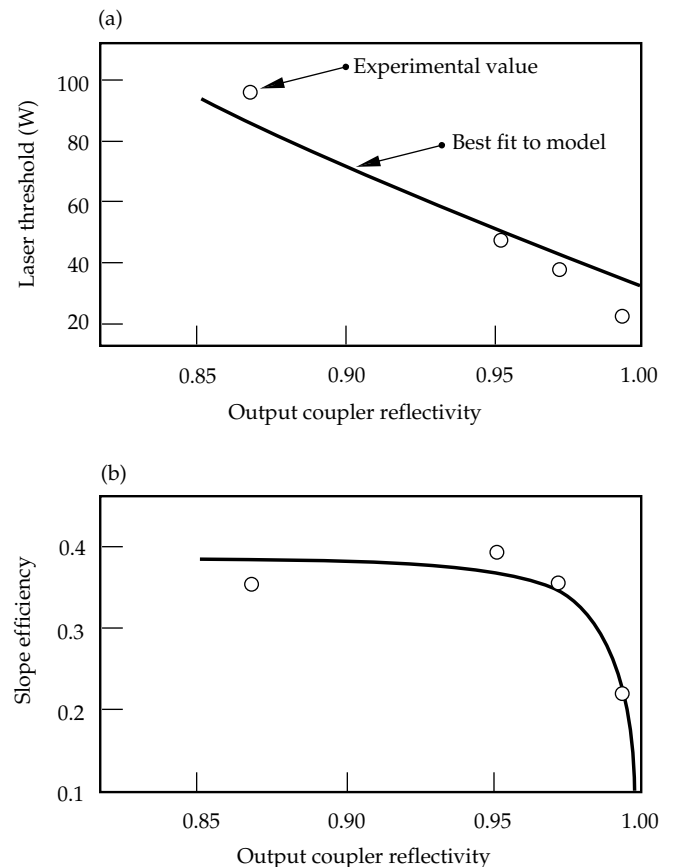 (a)
Laser threshold (W)
100
80
60
40
20
Experimental value
Best fit to model
0.85 0.90 0.95 1.00
Output coupler reflectivity
(b)
Slope efficiency
0.4
0.3
0.2
0.1
0.85 0.90 0.95 1.00
Output coupler reflectivity